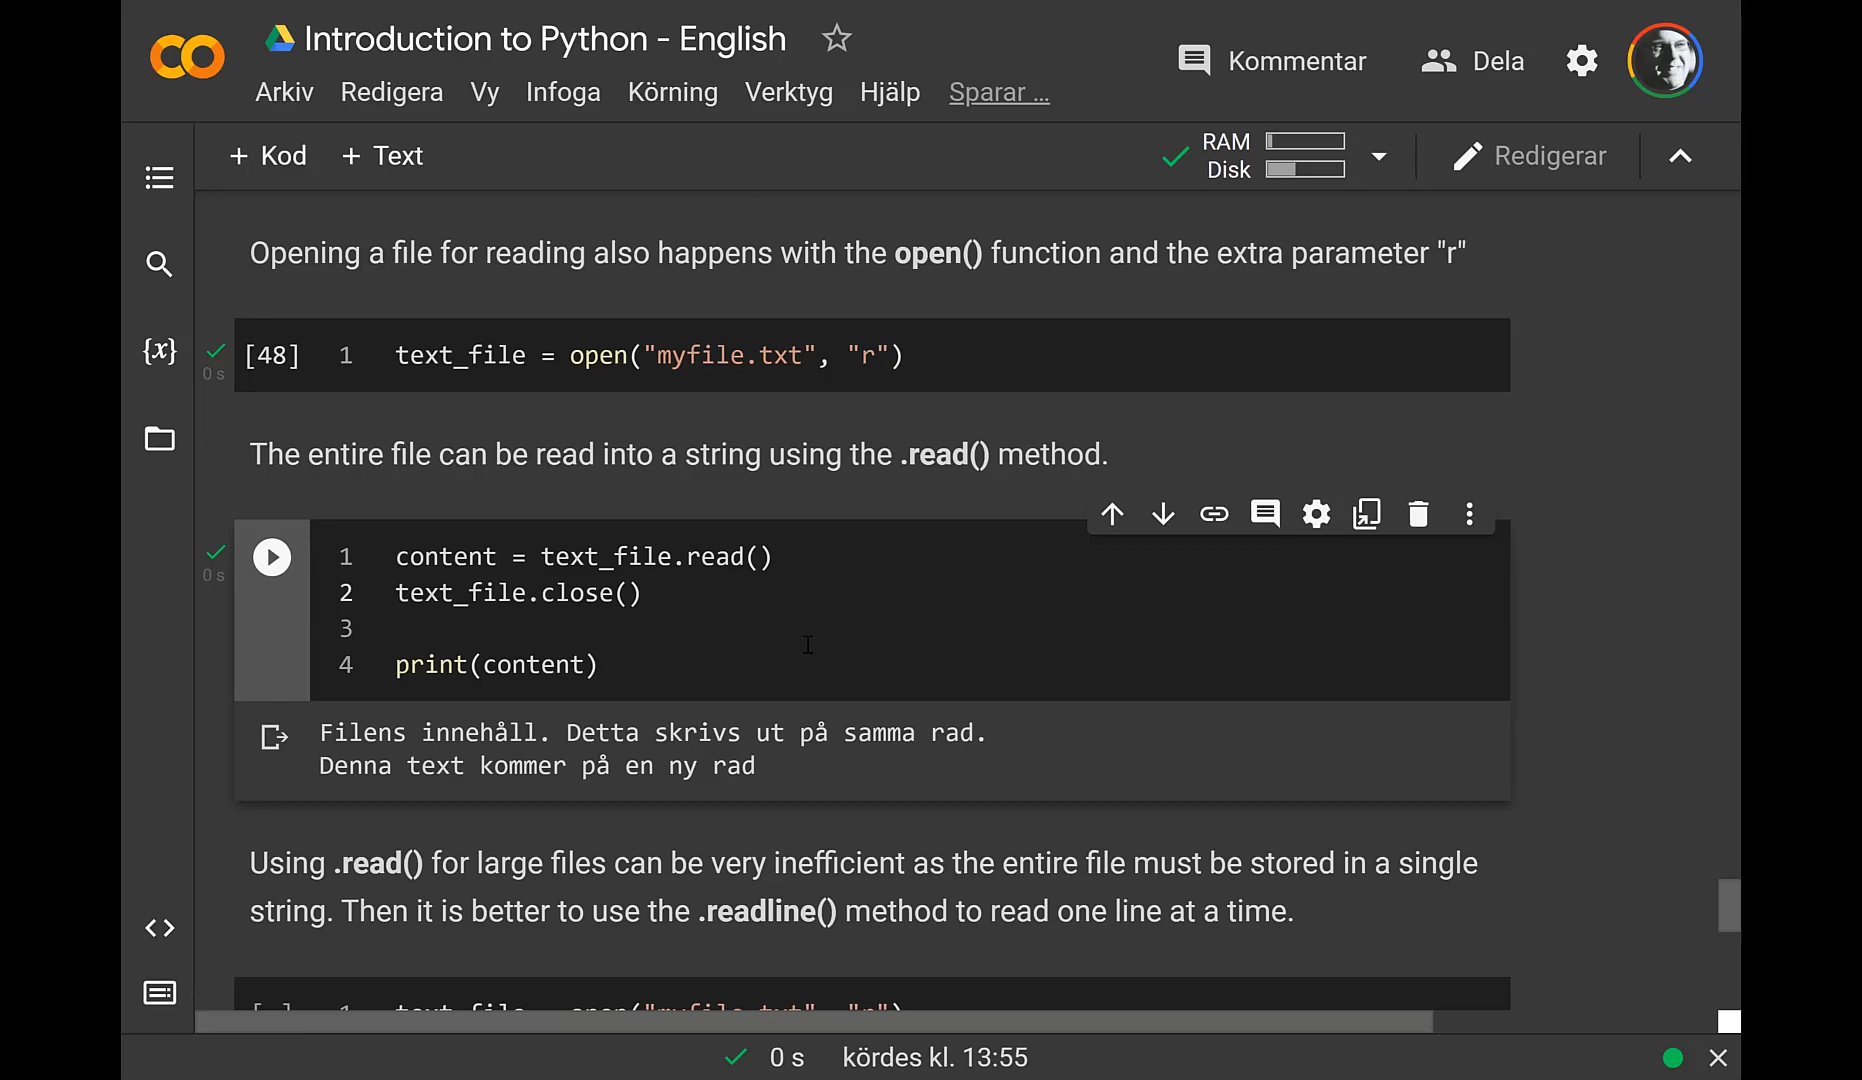 Introduction to Python - English
Kommentar
Dela
Arkiv Redigera Vy Infoga Körning Verktyg Hjälp Sparar ...
+ Kod + Text
RAM
Disk
Redigerar
Opening a file for reading also happens with the open() function and the extra parameter "r"
[48] 1 text_file = open("myfile.txt", "r")
0 s
The entire file can be read into a string using the .read() method.
{x}
1 content = text_file.read()
0 s
2 text_file.close()
3
4 print(content)
Filens innehåll. Detta skrivs ut på samma rad.
Denna text kommer på en ny rad
Using .read() for large files can be very inefficient as the entire file must be stored in a single
string. Then it is better to use the .readline() method to read one line at a time.
[ ] 1 text_file = open("myfile.txt", "r")
0 s kördes kl. 13:55